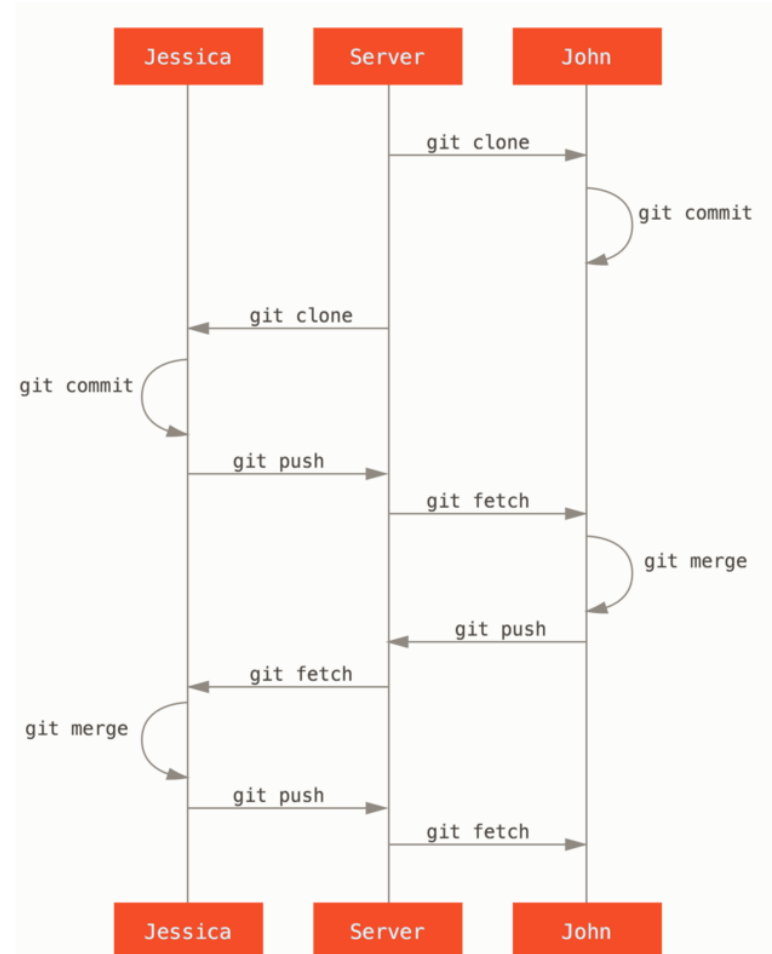 Jessica Server John
git clone
git commit
git clone
git commit
git push
git fetch
git merge
git push
git fetch
git merge
git push
git fetch
Jessica Server John